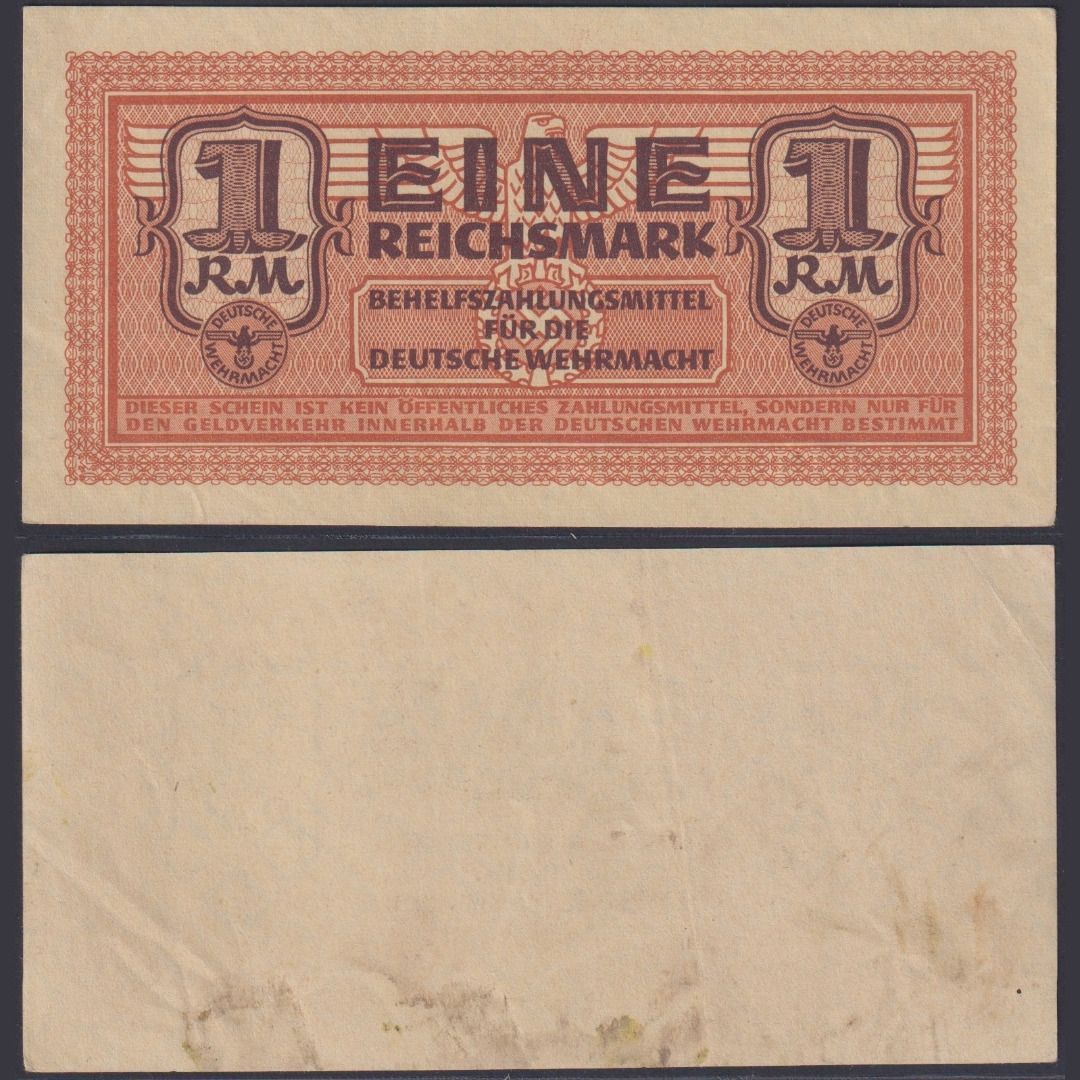 1 EINE 1
REICHSMARK
RM RM
BEHELFSZAHLUNGSMITTEL
FÜR DIE
DEUTSCHE WEHRMACHT
DEUTSCHE WEHRMACHT
DEUTSCHE WEHRMACHT
DIESER SCHEIN IST KEIN ÖFFENTLICHES ZAHLUNGSMITTEL, SONDERN NUR FÜR
DEN GELDVERKEHR INNERHALB DER DEUTSCHEN WEHRMACHT BESTIMMT